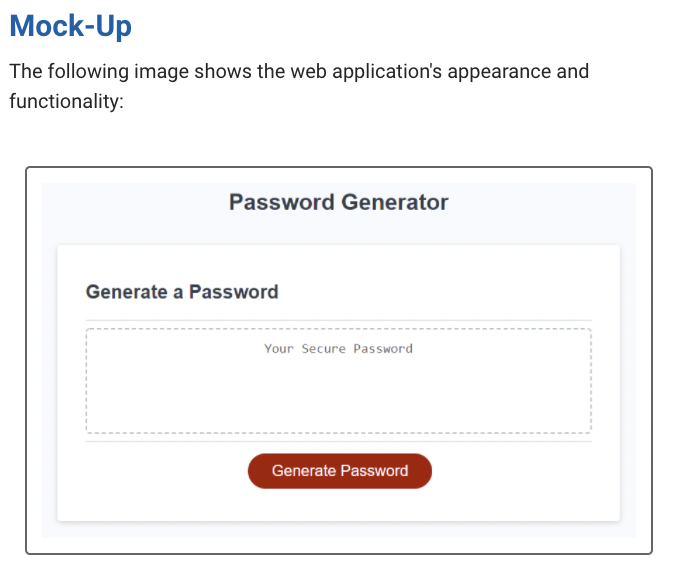 Mock-Up
The following image shows the web application's appearance and
functionality:
Password Generator
Generate a Password
Your Secure Password
Generate Password